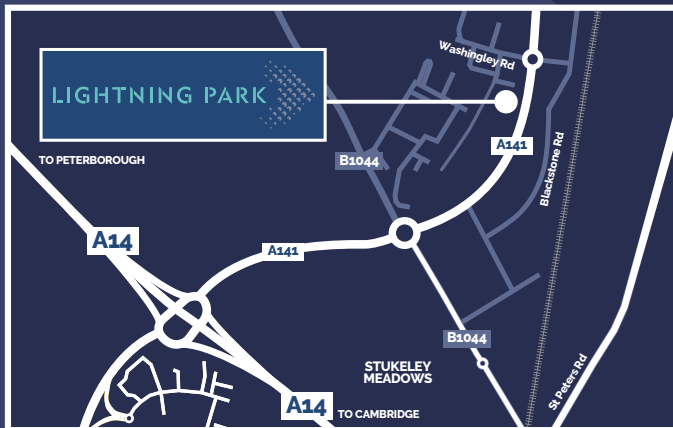 Washingley Rd
LIGHTNING PARK
A141
B1044
TO PETERBOROUGH
Blackstone Rd
A14
A141
B1044
STUKELEY
MEADOWS
St Peters Rd
A14
TO CAMBRIDGE